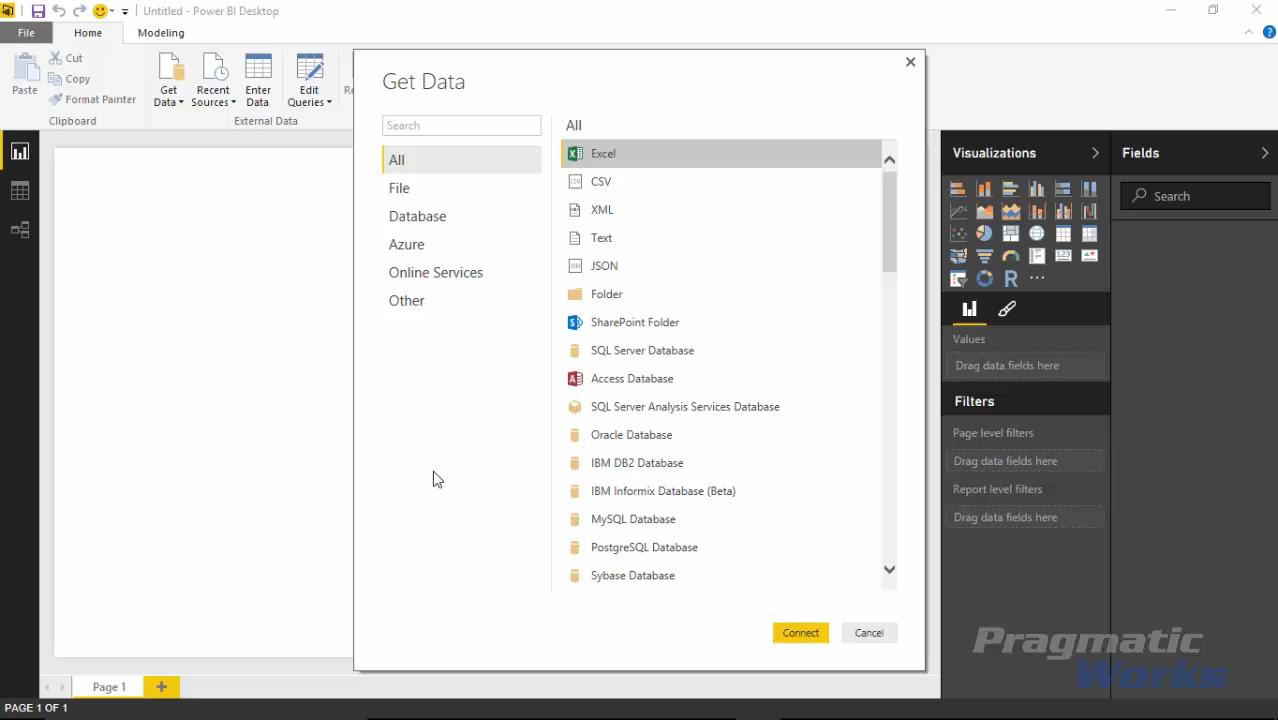 Untitled - Power BI Desktop
File
Home
Modeling
Paste
Cut
Copy
Format Painter
Clipboard
Get Data
Recent Sources
Enter Data
Edit Queries
External Data
Get Data
Search
All
File
Database
Azure
Online Services
Other
All
Excel
CSV
XML
Text
JSON
Folder
SharePoint Folder
SQL Server Database
Access Database
SQL Server Analysis Services Database
Oracle Database
IBM DB2 Database
IBM Informix Database (Beta)
MySQL Database
PostgreSQL Database
Sybase Database
Connect
Cancel
Visualizations
R
Values
Drag data fields here
Filters
Page level filters
Drag data fields here
Report level filters
Drag data fields here
Fields
Search
Pragmatic
Works
Page 1
PAGE 1 OF 1